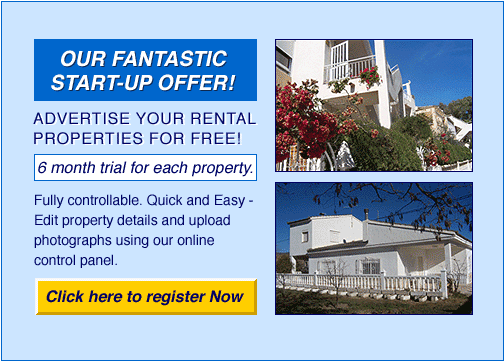 OUR FANTASTIC
START-UP OFFER!
ADVERTISE YOUR RENTAL
PROPERTIES FOR FREE!
6 month trial for each property.
Fully controllable. Quick and Easy -
Edit property details and upload
photographs using our online
control panel.
Click here to register Now